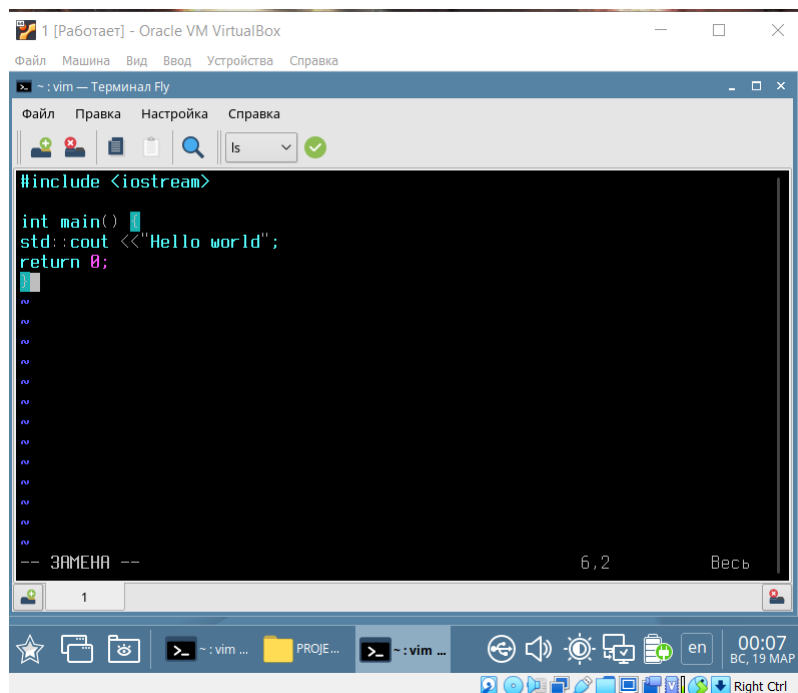 1 [Работает] - Oracle VM VirtualBox
Файл Машина Вид Ввод Устройства Справка
~ : vim — Терминал Fly
Файл Правка Настройка Справка
ls
#include <iostream>
int main() {
std::cout <<"Hello world";
return 0;
}
~
~
~
~
~
~
~
~
~
~
~
~
~
-- ЗАМЕНА -- 6,2 Весь
1
~ : vim ... PROJE... ~ : vim ... en 00:07
ВС, 19 МАР
Right Ctrl